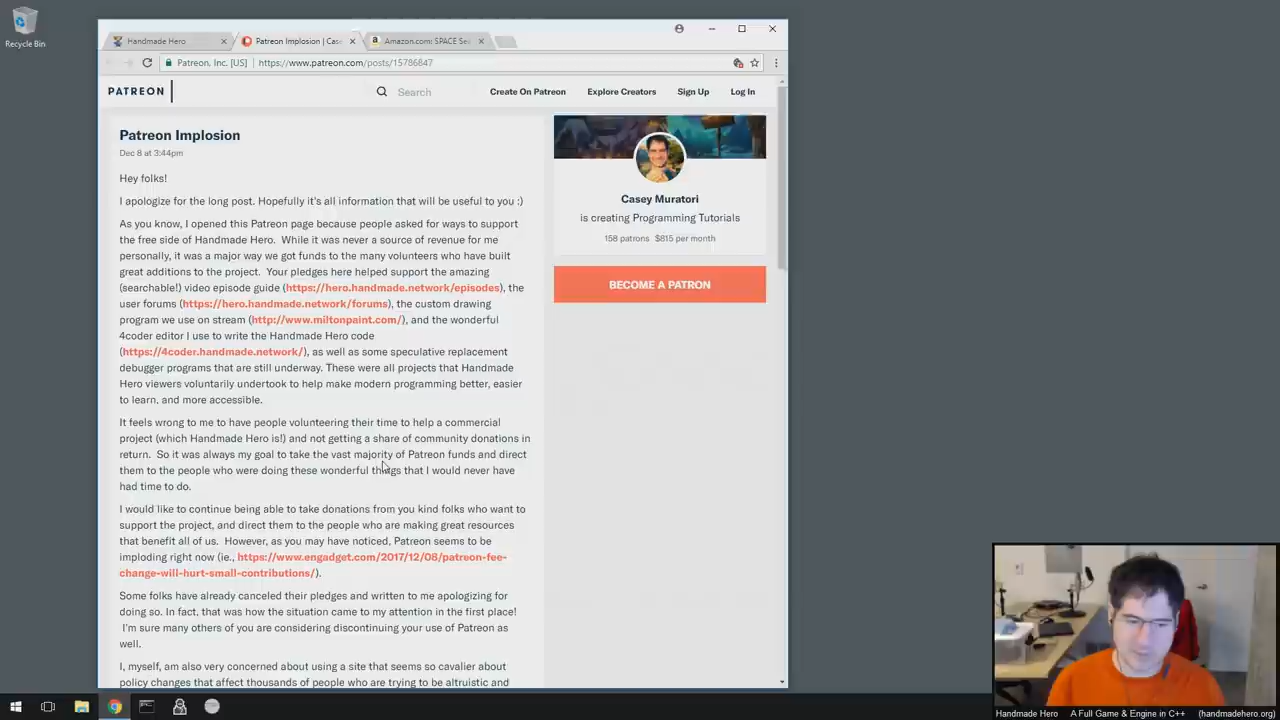 Handmade Hero
Patreon Implosion | Case
Amazon.com: SPACE Sea
Patreon, Inc. [US]
https://www.patreon.com/posts/15786847
PATREON
Search
Create On Patreon
Explore Creators
Sign Up
Log In
Patreon Implosion
Dec 8 at 3:44pm
Hey folks!
I apologize for the long post. Hopefully it's all information that will be useful to you :)
As you know, I opened this Patreon page because people asked for ways to support
the free side of Handmade Hero. While it was never a source of revenue for me
personally, it was a major way we got funds to the many volunteers who have built
great additions to the project. Your pledges here helped support the amazing
(searchable!) video episode guide (https://hero.handmade.network/episodes), the
user forums (https://hero.handmade.network/forums), the custom drawing
program we use on stream (http://www.miltonpaint.com/), and the wonderful
4coder editor I use to write the Handmade Hero code
(https://4coder.handmade.network/), as well as some speculative replacement
debugger programs that are still underway. These were all projects that Handmade
Hero viewers voluntarily undertook to help make modern programming better, easier
to learn, and more accessible.
It feels wrong to me to have people volunteering their time to help a commercial
project (which Handmade Hero is!) and not getting a share of community donations in
return. So it was always my goal to take the vast majority of Patreon funds and direct
them to the people who were doing these wonderful things that I would never have
had time to do.
I would like to continue being able to take donations from you kind folks who want to
support the project, and direct them to the people who are making great resources
that benefit all of us. However, as you may have noticed, Patreon seems to be
imploding right now (ie., https://www.engadget.com/2017/12/08/patreon-fee-
change-will-hurt-small-contributions/).
Some folks have already canceled their pledges and written to me apologizing for
doing so. In fact, that was how the situation came to my attention in the first place!
I'm sure many others of you are considering discontinuing your use of Patreon as
well.
I, myself, am also very concerned about using a site that seems so cavalier about
policy changes that affect thousands of people who are trying to be altruistic and
Casey Muratori
is creating Programming Tutorials
158 patrons $815 per month
BECOME A PATRON
Recycle Bin
Handmade Hero A Full Game & Engine in C++ (handmadehero.org)